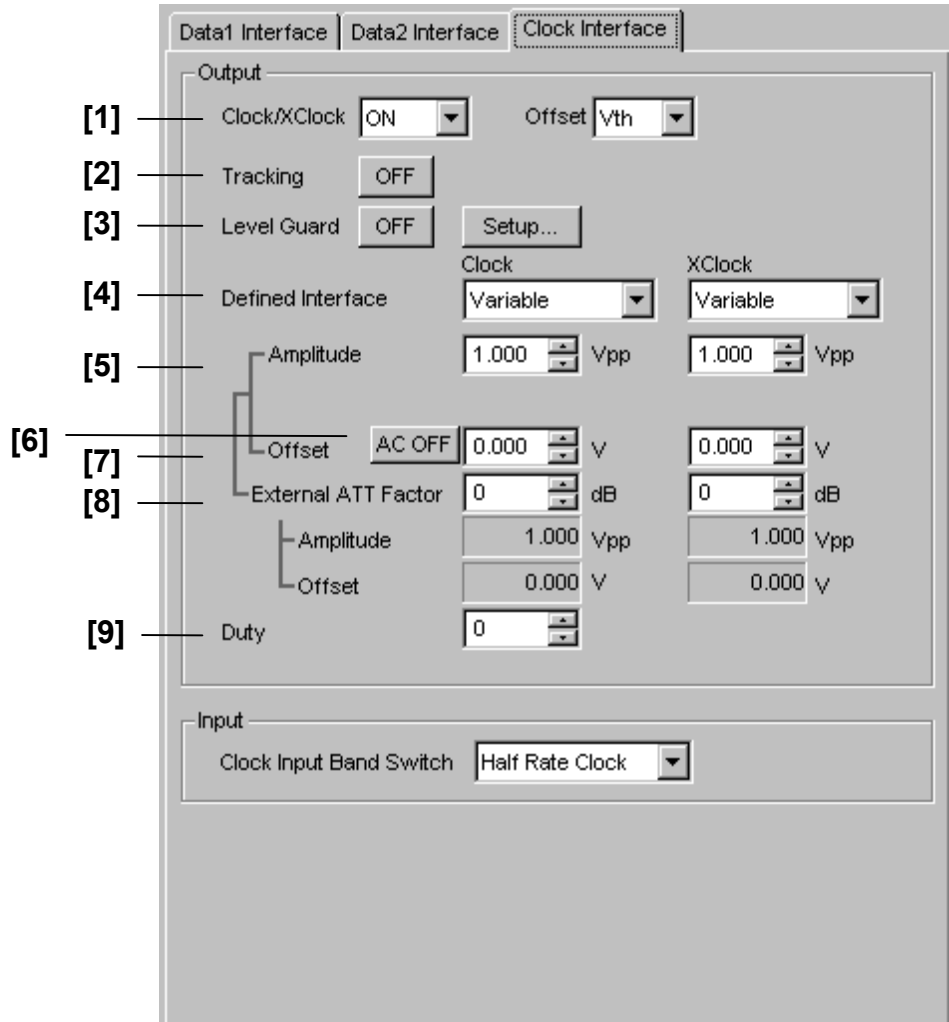 Data1 Interface Data2 Interface Clock Interface
Output
[1] Clock/XClock ON Offset Vth
[2] Tracking OFF
[3] Level Guard OFF Setup...
Clock XClock
[4] Defined Interface Variable Variable
[5] Amplitude 1.000 Vpp 1.000 Vpp
[6] AC OFF
[7] Offset 0.000 V 0.000 V
[8] External ATT Factor 0 dB 0 dB
Amplitude 1.000 Vpp 1.000 Vpp
Offset 0.000 V 0.000 V
[9] Duty 0
Input
Clock Input Band Switch Half Rate Clock